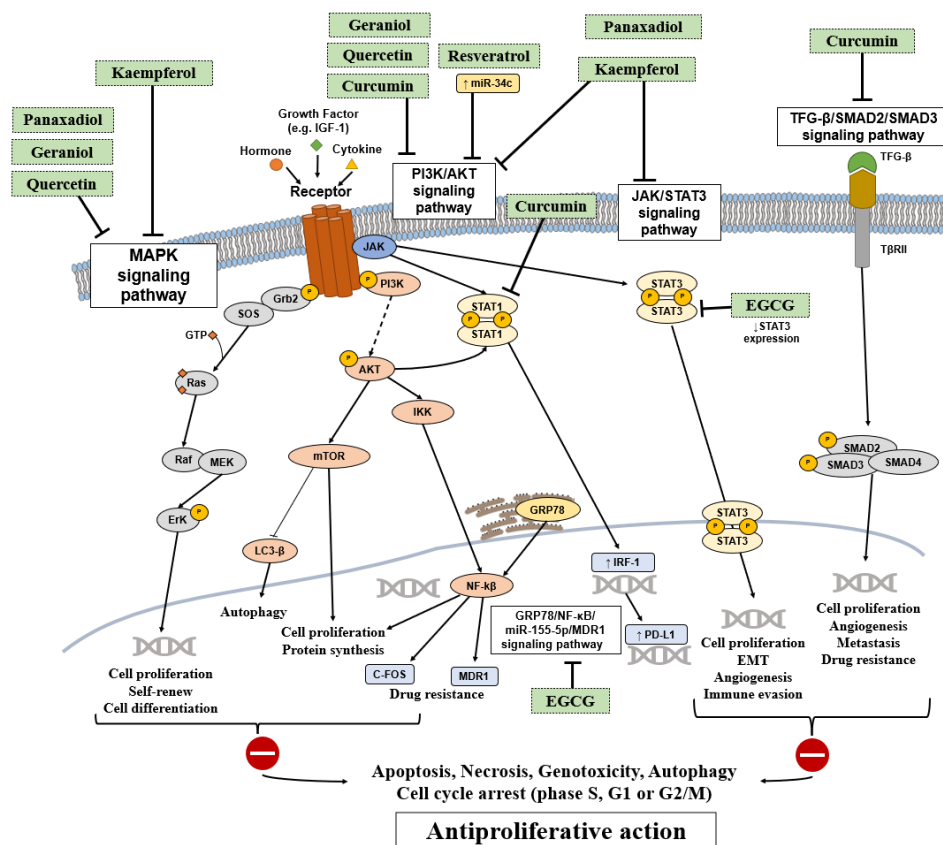 Geraniol
Quercetin
Curcumin
Resveratrol
↑ miR-34c
Panaxadiol
Kaempferol
Curcumin
Kaempferol
Panaxadiol
Geraniol
Quercetin
Growth Factor
(e.g. IGF-1)
Hormone
Cytokine
Receptor
PI3K/AKT
signaling
pathway
JAK/STAT3
signaling
pathway
TFG-β/SMAD2/SMAD3
signaling pathway
TFG-β
TβRII
MAPK
signaling
pathway
Curcumin
JAK
P
PI3K
P
Grb2
SOS
GTP
Ras
Raf
MEK
ErK
P
P
AKT
IKK
mTOR
LC3-β
Autophagy
STAT1
P
P
STAT1
STAT3
P
P
STAT3
EGCG
↓STAT3
expression
P
SMAD2
P
SMAD3
SMAD4
GRP78
NF-kβ
↑ IRF-1
↑ PD-L1
STAT3
P
P
STAT3
GRP78/NF-κB/
miR-155-5p/MDR1
signaling pathway
EGCG
C-FOS
MDR1
Drug resistance
Cell proliferation
Protein synthesis
Cell proliferation
Self-renew
Cell differentiation
Cell proliferation
EMT
Angiogenesis
Immune evasion
Cell proliferation
Angiogenesis
Metastasis
Drug resistance
Apoptosis, Necrosis, Genotoxicity, Autophagy
Cell cycle arrest (phase S, G1 or G2/M)
Antiproliferative action